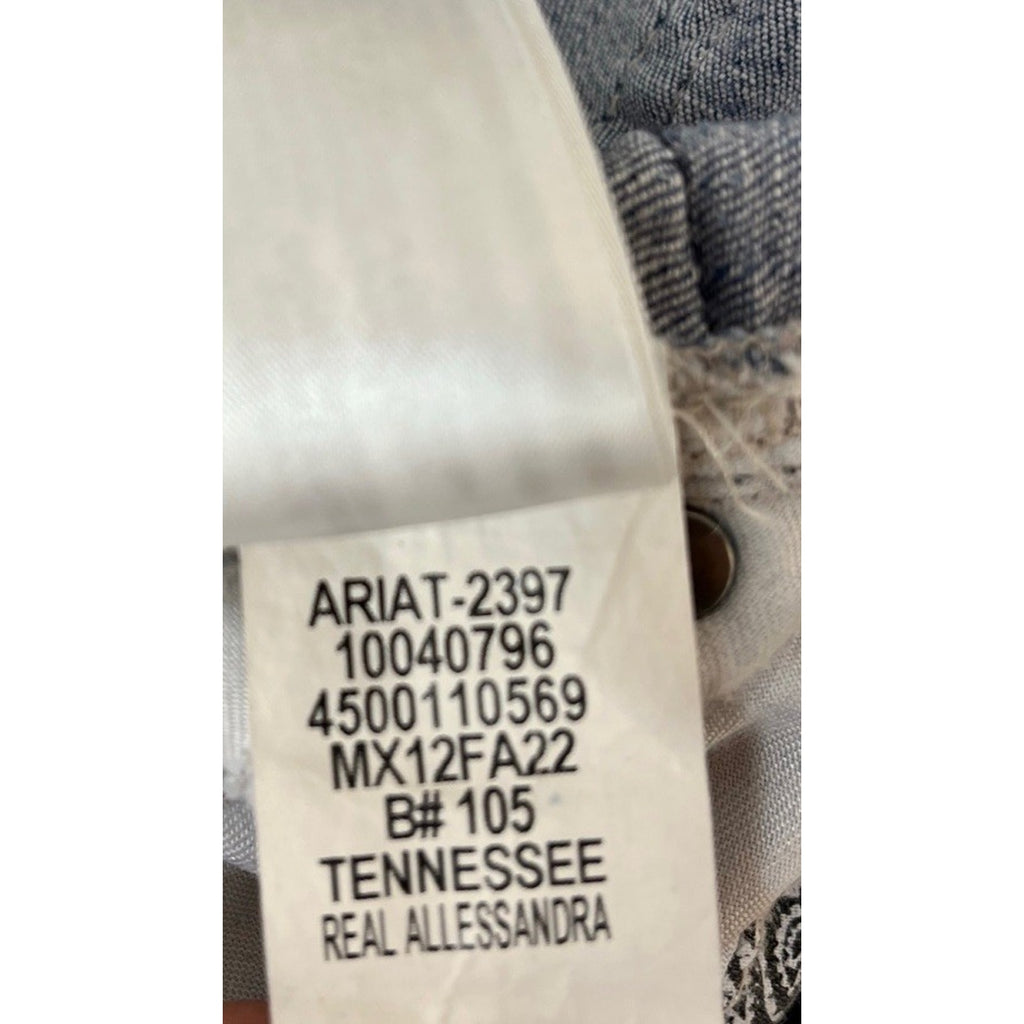 ARIAT-2397
10040796
4500110569
MX12FA22
B# 105
TENNESSEE
REAL ALLESSANDRA